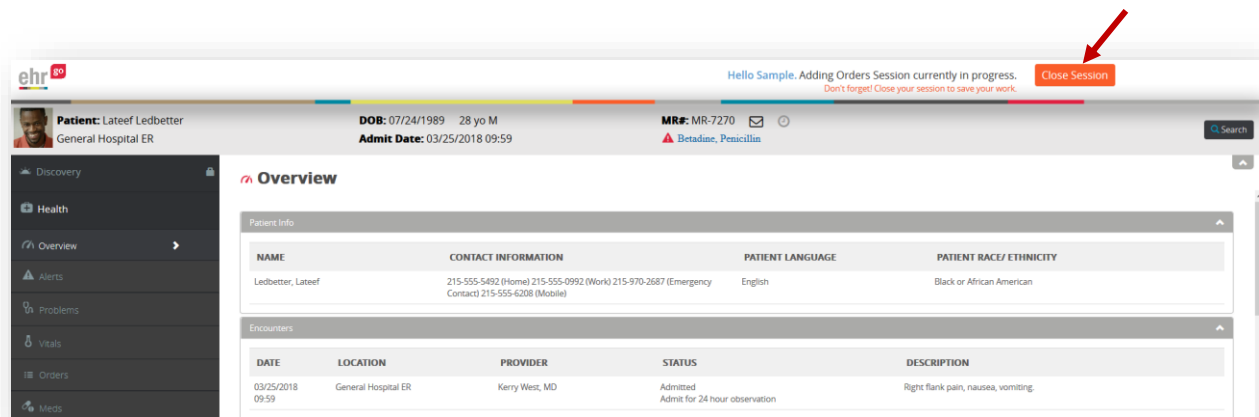 ehr go
Hello Sample. Adding Orders Session currently in progress.
Don't forget! Close your session to save your work.
Close Session
Patient: Lateef Ledbetter
General Hospital ER
DOB: 07/24/1989 28 yo M
Admit Date: 03/25/2018 09:59
MR#: MR-7270
Betadine, Penicillin
Search
Discovery
Health
Overview
Alerts
Problems
Vitals
Orders
Meds
Overview
Patient Info
NAME CONTACT INFORMATION PATIENT LANGUAGE PATIENT RACE/ ETHNICITY
Ledbetter, Lateef 215-555-5492 (Home) 215-555-0992 (Work) 215-970-2687 (Emergency English Black or African American
Contact) 215-555-6208 (Mobile)
Encounters
DATE LOCATION PROVIDER STATUS DESCRIPTION
03/25/2018 General Hospital ER Kerry West, MD Admitted Right flank pain, nausea, vomiting.
09:59 Admit for 24 hour observation